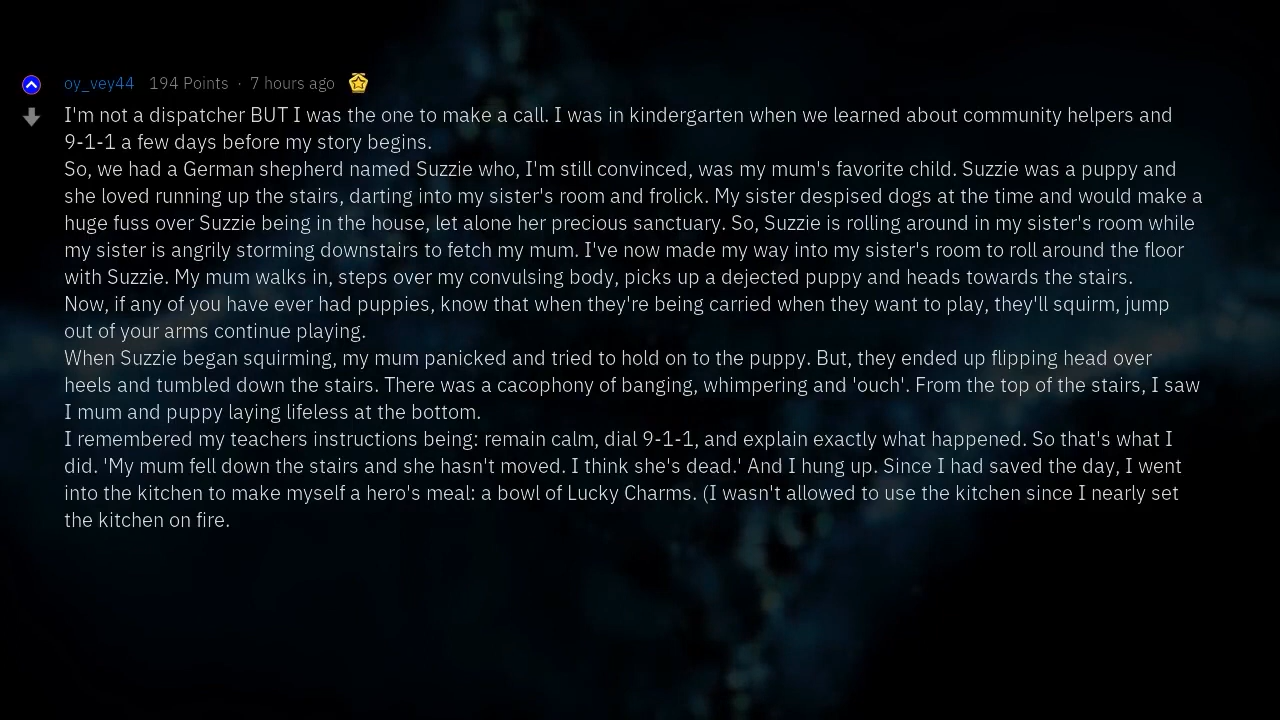 oy_vey44 194 Points · 7 hours ago
I'm not a dispatcher BUT I was the one to make a call. I was in kindergarten when we learned about community helpers and
9-1-1 a few days before my story begins.
So, we had a German shepherd named Suzzie who, I'm still convinced, was my mum's favorite child. Suzzie was a puppy and
she loved running up the stairs, darting into my sister's room and frolick. My sister despised dogs at the time and would make a
huge fuss over Suzzie being in the house, let alone her precious sanctuary. So, Suzzie is rolling around in my sister's room while
my sister is angrily storming downstairs to fetch my mum. I've now made my way into my sister's room to roll around the floor
with Suzzie. My mum walks in, steps over my convulsing body, picks up a dejected puppy and heads towards the stairs.
Now, if any of you have ever had puppies, know that when they're being carried when they want to play, they'll squirm, jump
out of your arms continue playing.
When Suzzie began squirming, my mum panicked and tried to hold on to the puppy. But, they ended up flipping head over
heels and tumbled down the stairs. There was a cacophony of banging, whimpering and 'ouch'. From the top of the stairs, I saw
I mum and puppy laying lifeless at the bottom.
I remembered my teachers instructions being: remain calm, dial 9-1-1, and explain exactly what happened. So that's what I
did. 'My mum fell down the stairs and she hasn't moved. I think she's dead.' And I hung up. Since I had saved the day, I went
into the kitchen to make myself a hero's meal: a bowl of Lucky Charms. (I wasn't allowed to use the kitchen since I nearly set
the kitchen on fire.